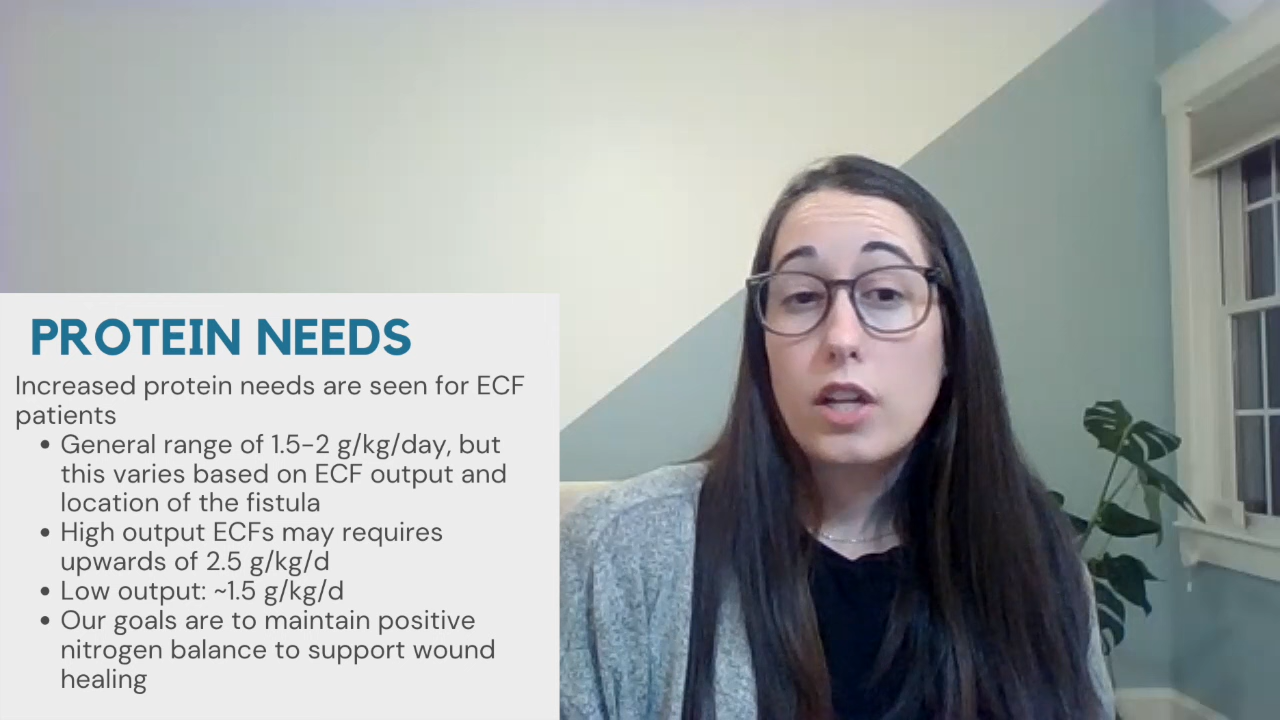 PROTEIN NEEDS
Increased protein needs are seen for ECF
patients
• General range of 1.5-2 g/kg/day, but
this varies based on ECF output and
location of the fistula
• High output ECFs may requires
upwards of 2.5 g/kg/d
• Low output: ~1.5 g/kg/d
• Our goals are to maintain positive
nitrogen balance to support wound
healing